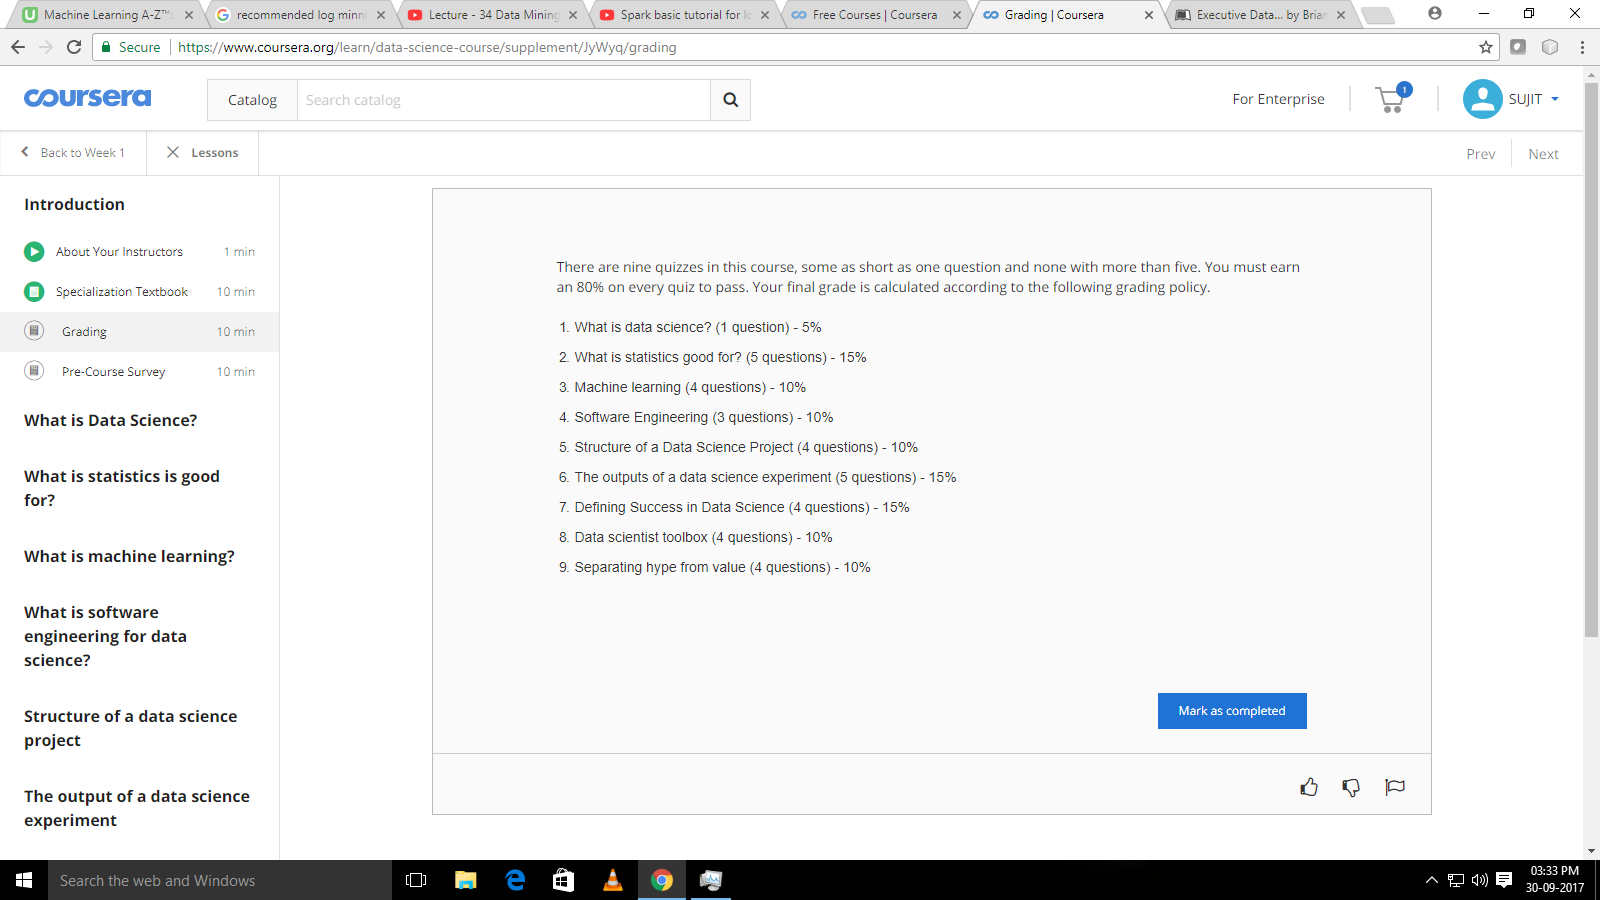 Machine Learning A-Z™:
recommended log minni
Lecture - 34 Data Mining
Spark basic tutorial for lo
Free Courses | Coursera
Grading | Coursera
Executive Data... by Brian
Secure
https://www.coursera.org/learn/data-science-course/supplement/JyWyq/grading
coursera
Catalog
Search catalog
For Enterprise
1
SUJIT
Back to Week 1
Lessons
Prev
Next
Introduction
About Your Instructors 1 min
Specialization Textbook 10 min
Grading 10 min
Pre-Course Survey 10 min
What is Data Science?
What is statistics is good
for?
What is machine learning?
What is software
engineering for data
science?
Structure of a data science
project
The output of a data science
experiment
There are nine quizzes in this course, some as short as one question and none with more than five. You must earn
an 80% on every quiz to pass. Your final grade is calculated according to the following grading policy.
1. What is data science? (1 question) - 5%
2. What is statistics good for? (5 questions) - 15%
3. Machine learning (4 questions) - 10%
4. Software Engineering (3 questions) - 10%
5. Structure of a Data Science Project (4 questions) - 10%
6. The outputs of a data science experiment (5 questions) - 15%
7. Defining Success in Data Science (4 questions) - 15%
8. Data scientist toolbox (4 questions) - 10%
9. Separating hype from value (4 questions) - 10%
Mark as completed
Search the web and Windows
03:33 PM
30-09-2017